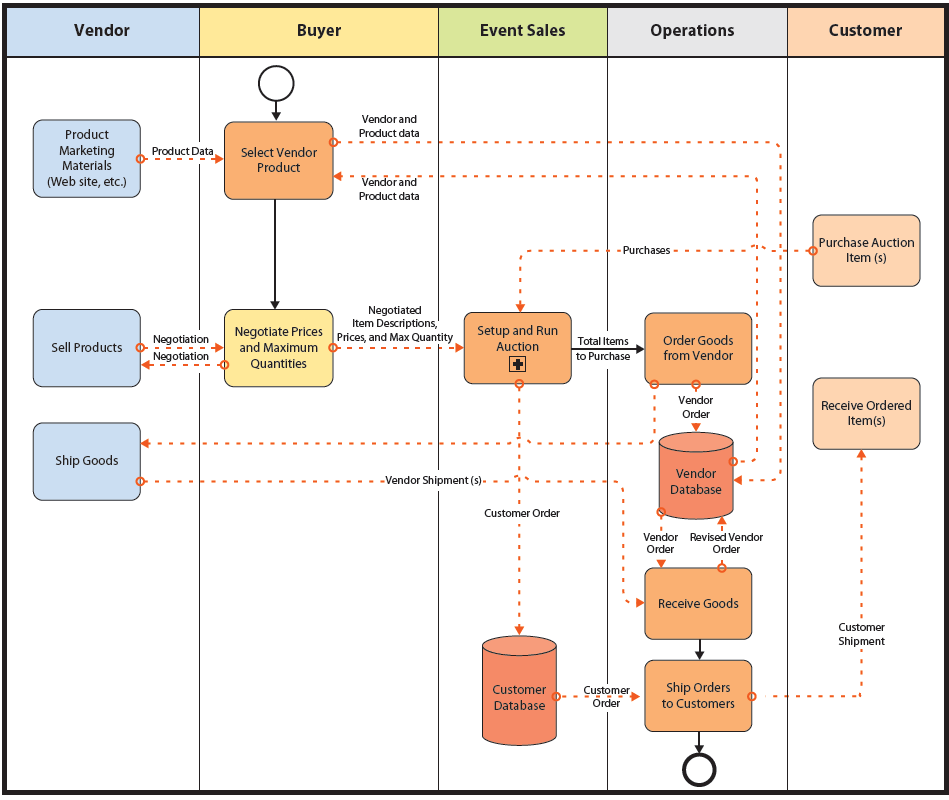 Vendor
Buyer
Event Sales
Operations
Customer
Product
Marketing
Materials
(Web site, etc.)
Product Data
Select Vendor
Product
Vendor and
Product data
Vendor and
Product data
Purchases
Purchase Auction
Item (s)
Sell Products
Negotiation
Negotiation
Negotiate Prices
and Maximum
Quantities
Negotiated
Item Descriptions,
Prices, and Max Quantity
Setup and Run
Auction
Total Items
to Purchase
Order Goods
from Vendor
Receive Ordered
Item(s)
Vendor
Order
Ship Goods
Vendor Shipment (s)
Vendor
Database
Customer Order
Vendor
Order
Revised Vendor
Order
Receive Goods
Customer
Shipment
Customer
Database
Customer
Order
Ship Orders
to Customers